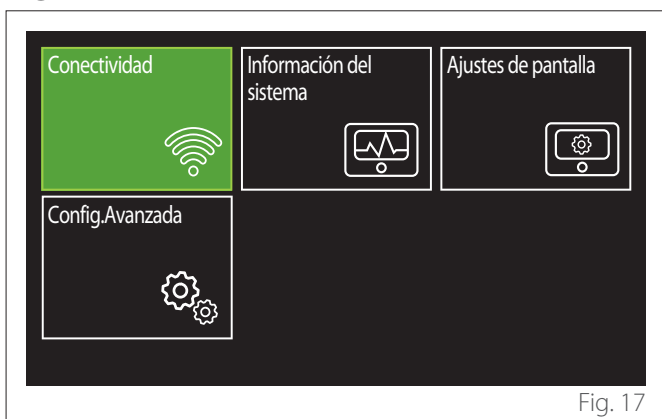 Conectividad
Información del
sistema
Ajustes de pantalla
Config.Avanzada
Fig. 17